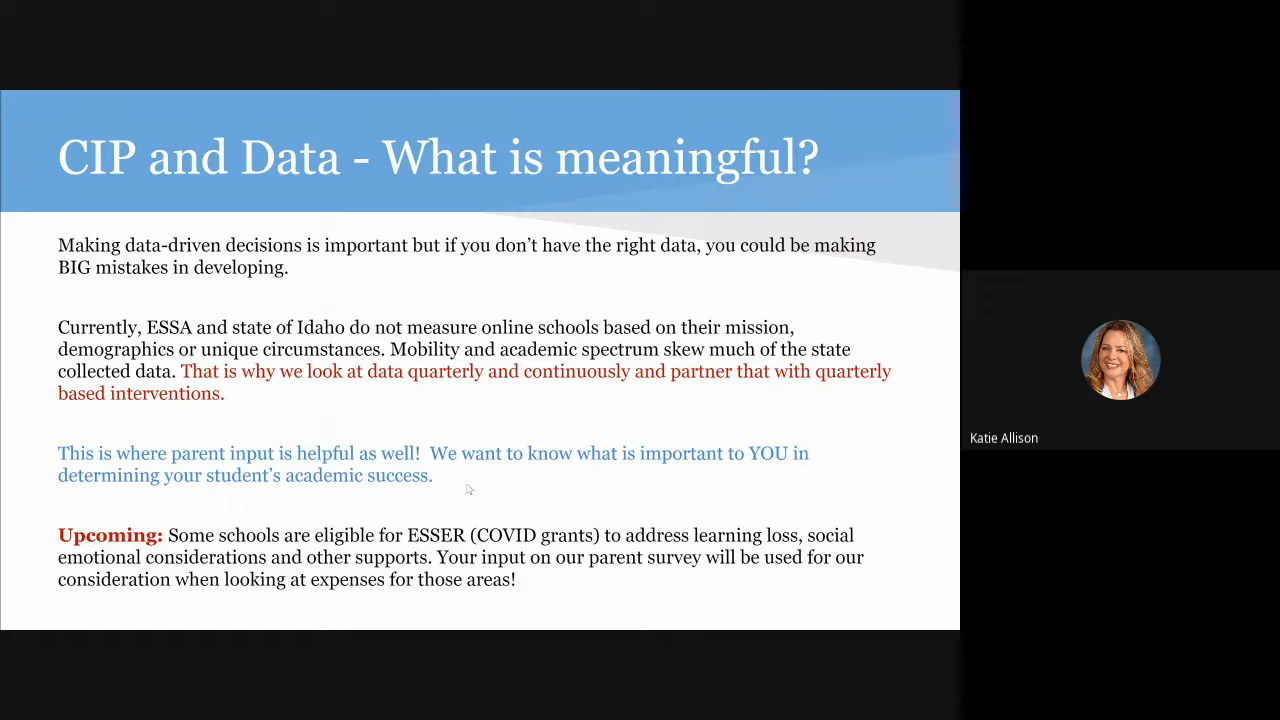 CIP and Data - What is meaningful?
Making data-driven decisions is important but if you don’t have the right data, you could be making
BIG mistakes in developing.
Currently, ESSA and state of Idaho do not measure online schools based on their mission,
demographics or unique circumstances. Mobility and academic spectrum skew much of the state
collected data. That is why we look at data quarterly and continuously and partner that with quarterly
based interventions.
This is where parent input is helpful as well!  We want to know what is important to YOU in
determining your student’s academic success.
Upcoming: Some schools are eligible for ESSER (COVID grants) to address learning loss, social
emotional considerations and other supports. Your input on our parent survey will be used for our
consideration when looking at expenses for those areas!
Katie Allison